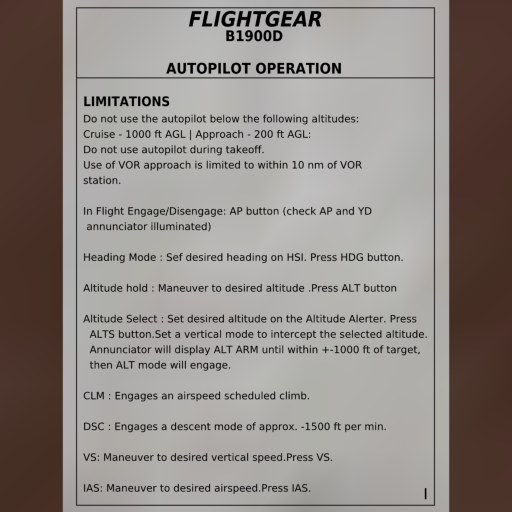 FLIGHTGEAR
B1900D
AUTOPILOT OPERATION
LIMITATIONS
Do not use the autopilot below the following altitudes:
Cruise - 1000 ft AGL | Approach - 200 ft AGL:
Do not use autopilot during takeoff.
Use of VOR approach is limited to within 10 nm of VOR
station.
In Flight Engage/Disengage: AP button (check AP and YD
annunciator illuminated)
Heading Mode : Sef desired heading on HSI. Press HDG button.
Altitude hold : Maneuver to desired altitude .Press ALT button
Altitude Select : Set desired altitude on the Altitude Alerter. Press
ALTS button.Set a vertical mode to intercept the selected altitude.
Annunciator will display ALT ARM until within +-1000 ft of target,
then ALT mode will engage.
CLM : Engages an airspeed scheduled climb.
DSC : Engages a descent mode of approx. -1500 ft per min.
VS: Maneuver to desired vertical speed.Press VS.
IAS: Maneuver to desired airspeed.Press IAS.
I